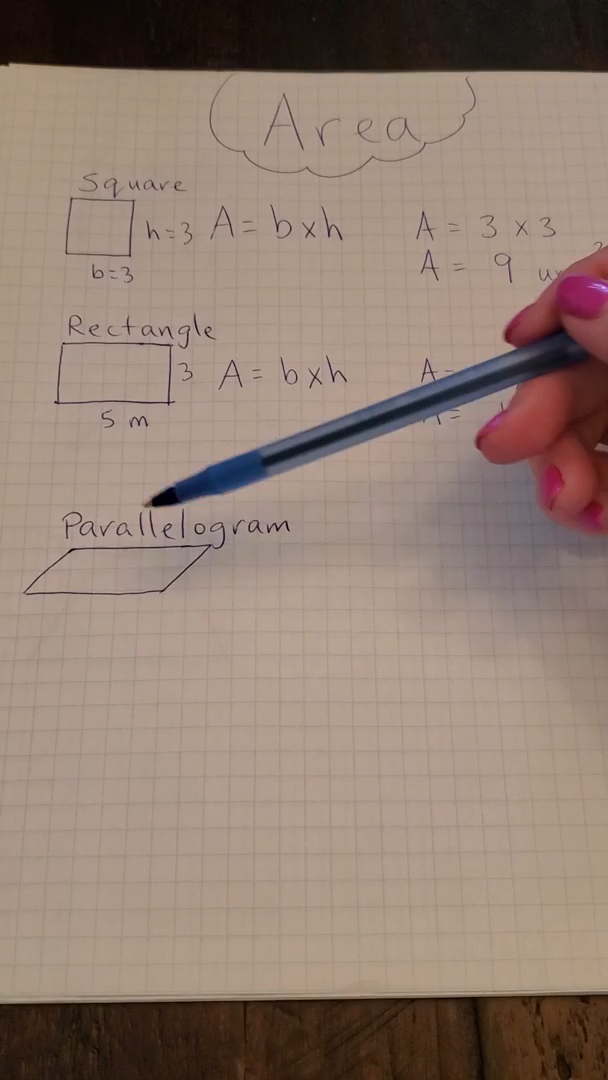 Area
Square
h=3 A = b x h A = 3 x 3
b=3 A = 9
Rectangle
3 A = b x h A =
5 m
Parallelogram